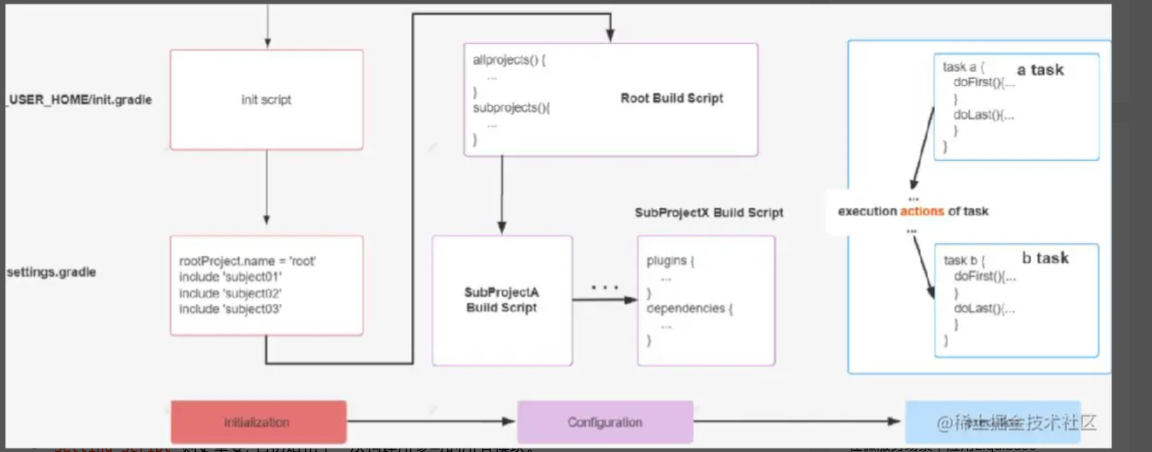 _USER_HOME/init.gradle
init script
settings.gradle
rootProject.name = 'root'
include 'subject01'
include 'subject02'
include 'subject03'
allprojects() {
...
}
subprojects(){
...
}
Root Build Script
SubProjectA
Build Script
...
SubProjectX Build Script
plugins {
...
}
dependencies {
...
}
task a {
doFirst(){...
}
doLast(){...
}
}
a task
...
execution actions of task
...
task b {
doFirst(){...
}
doLast(){...
}
}
b task
Initialization
Configuration
@稀土掘金技术社区